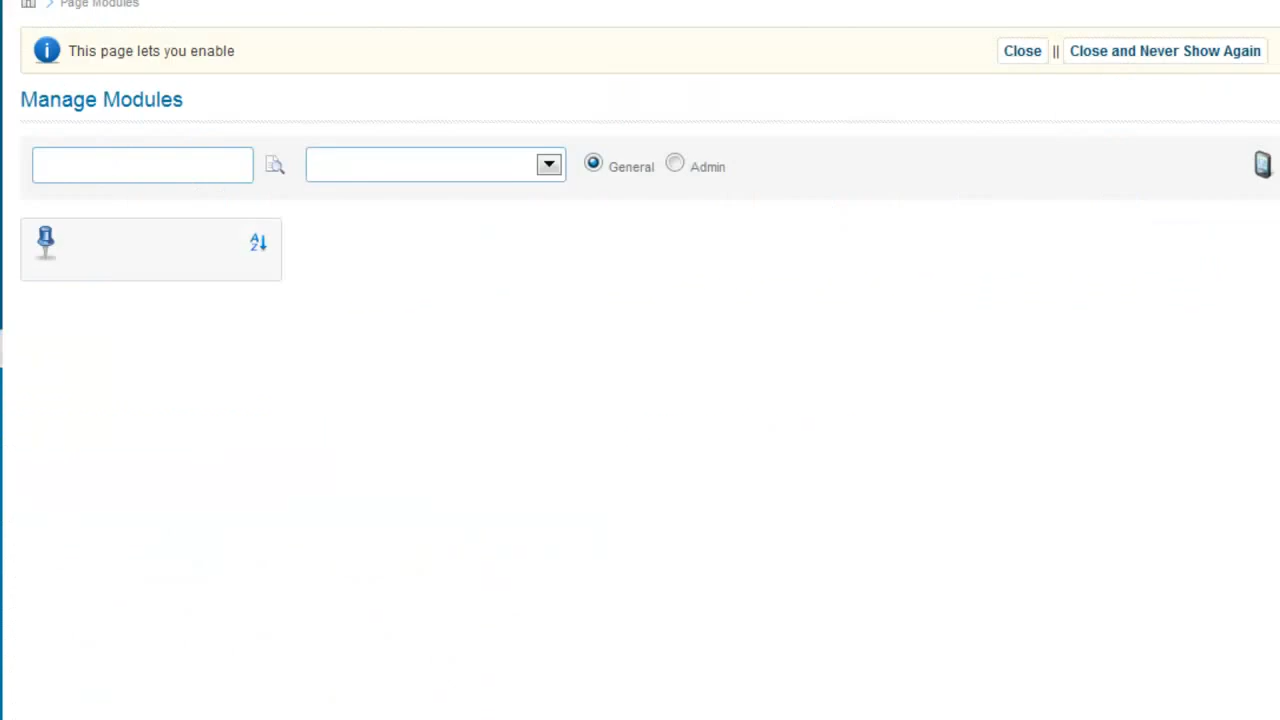 Page Modules
This page lets you enable
Close || Close and Never Show Again
Manage Modules
General Admin